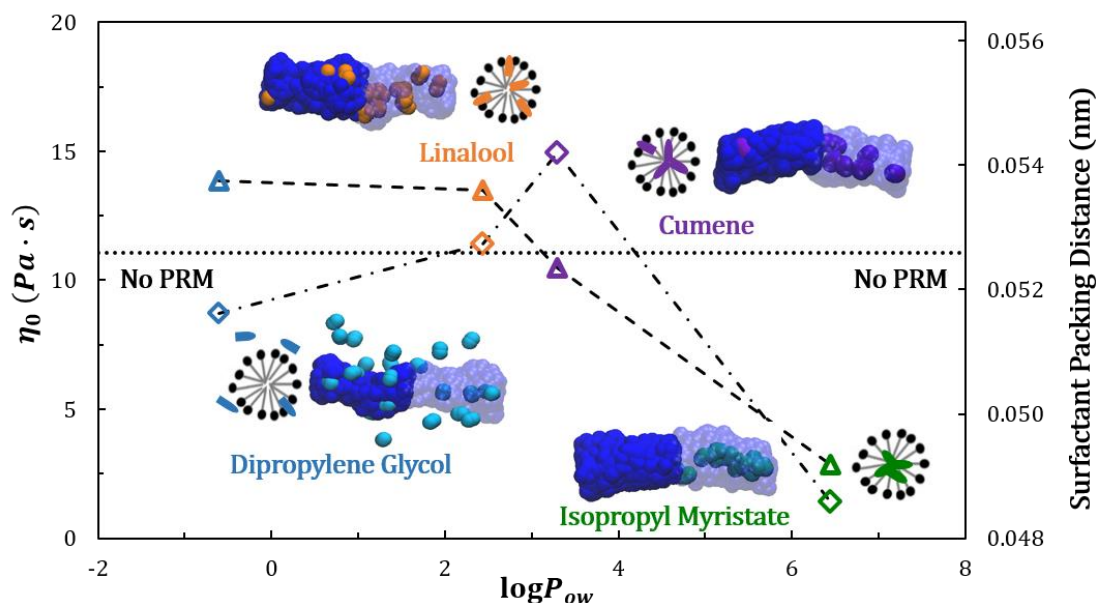 20
15
10
5
0
η₀ (Pa · s)
0.056
0.054
0.052
0.050
0.048
Surfactant Packing Distance (nm)
Linalool
Cumene
No PRM
No PRM
Dipropylene Glycol
Isopropyl Myristate
-2
0
2
4
6
8
logPₒw